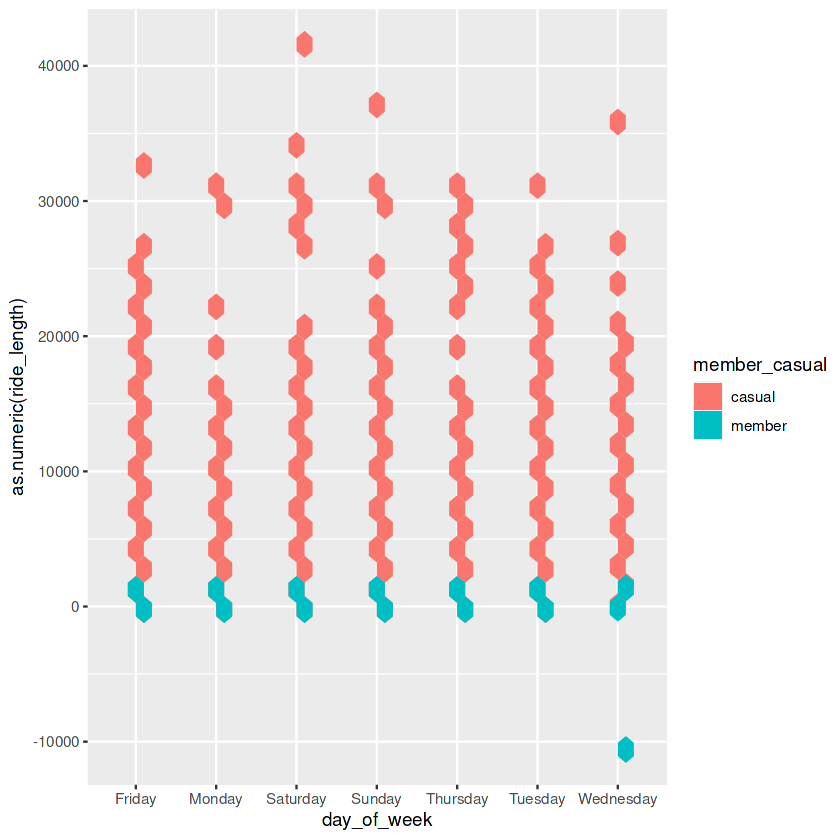 as.numeric(ride_length)
40000
30000
20000
10000
0
-10000
Friday
Monday
Saturday
Sunday
Thursday
Tuesday
Wednesday
day_of_week
member_casual
casual
member